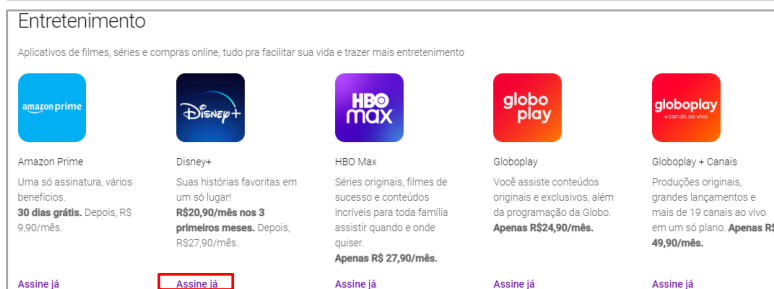 Entretenimento
Aplicativos de filmes, séries e compras online, tudo pra facilitar sua vida e trazer mais entretenimento
amazon prime
Disney+
HBO
max
globo
play
globoplay
+canais ao vivo
Amazon Prime
Uma só assinatura, vários
benefícios.
30 dias grátis. Depois, R$
9,90/mês.
Assine já
Disney+
Suas histórias favoritas em
um só lugar!
R$20,90/mês nos 3
primeiros meses. Depois,
R$27,90/mês.
Assine já
HBO Max
Séries originais, filmes de
sucesso e conteúdos
incríveis para toda família
assistir quando e onde
quiser.
Apenas R$ 27,90/mês.
Assine já
Globoplay
Você assiste conteúdos
originais e exclusivos, além
da programação da Globo.
Apenas R$24,90/mês.
Assine já
Globoplay + Canais
Produções originais,
grandes lançamentos e
mais de 19 canais ao vivo
em um só plano. Apenas R$
49,90/mês.
Assine já